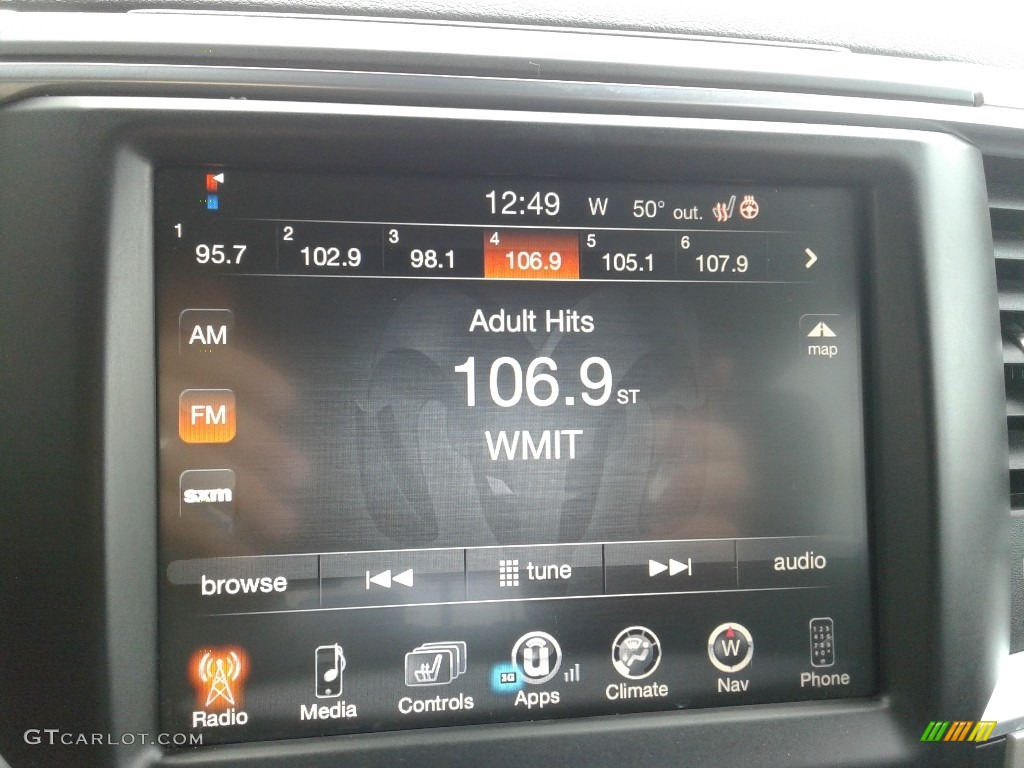 12:49 W 50° out.
1 95.7 2 102.9 3 98.1 4 106.9 5 105.1 6 107.9
Adult Hits
AM
map
106.9 ST
FM
WMIT
sxm
browse tune audio
3G W
Radio Media Controls Apps Climate Nav Phone
GTCARLOT.COM